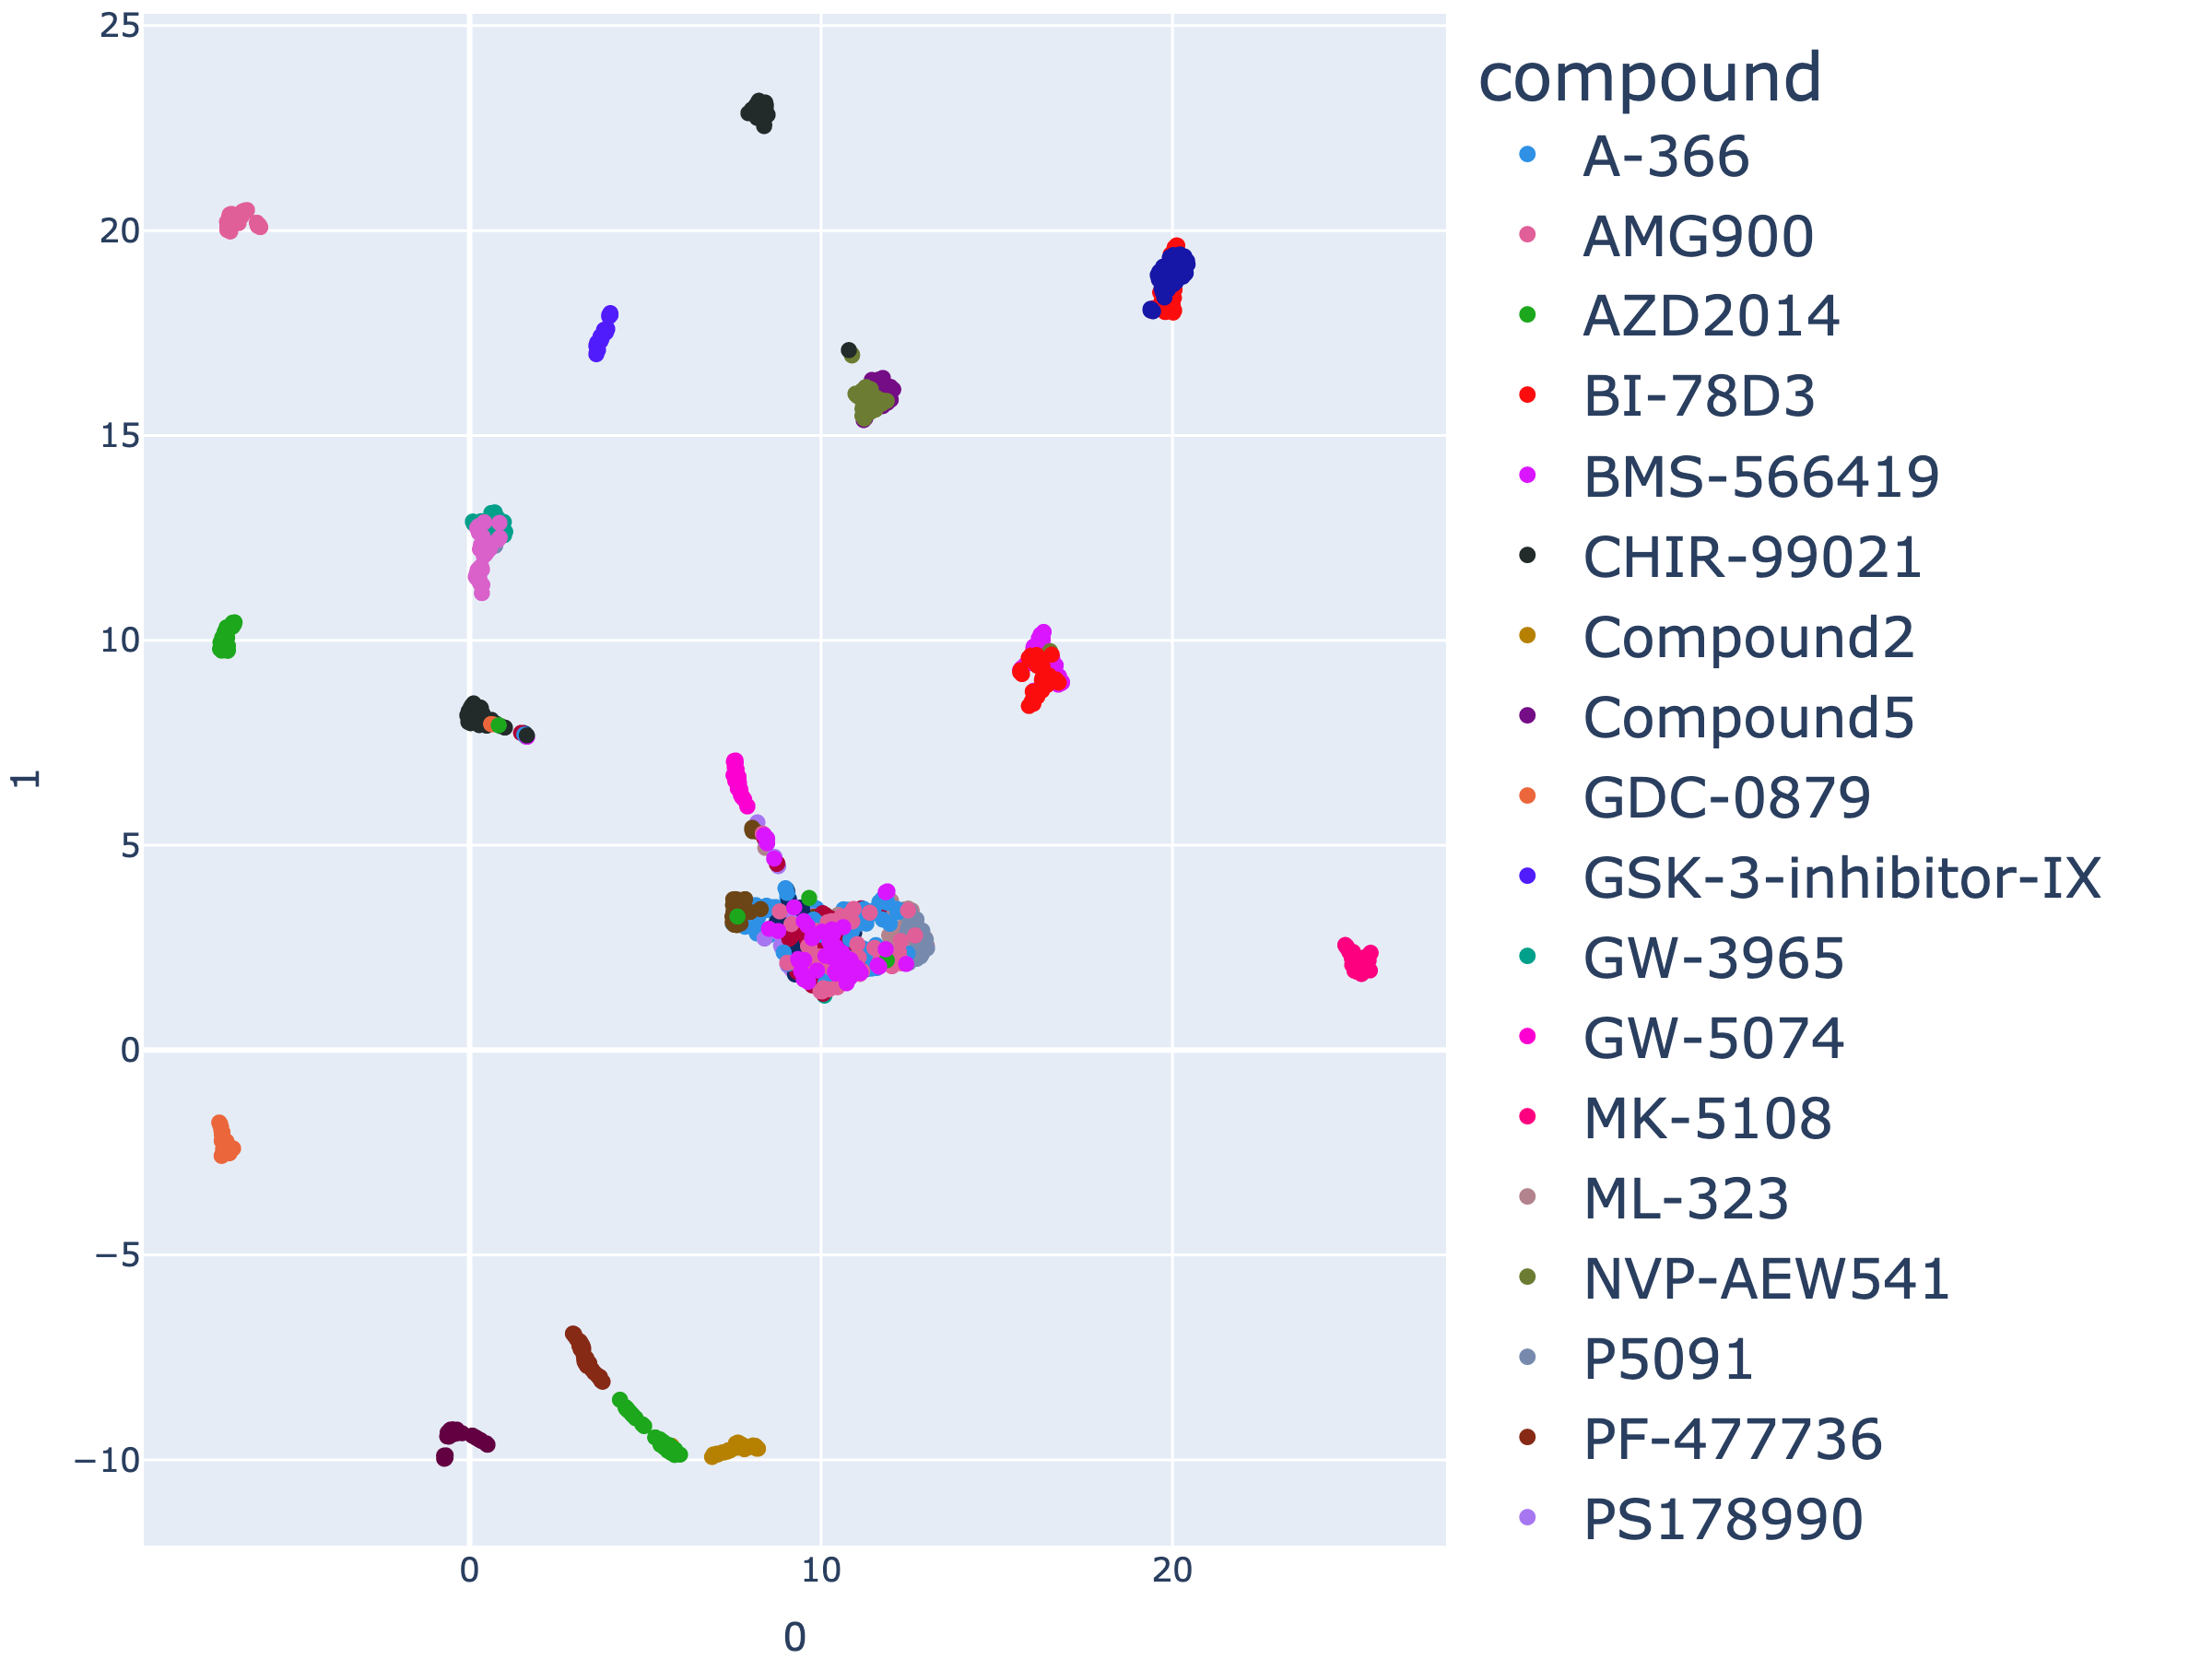 25
20
15
10
5
0
−5
−10
1
0
10
20
0
compound
A-366
AMG900
AZD2014
BI-78D3
BMS-566419
CHIR-99021
Compound2
Compound5
GDC-0879
GSK-3-inhibitor-IX
GW-3965
GW-5074
MK-5108
ML-323
NVP-AEW541
P5091
PF-477736
PS178990